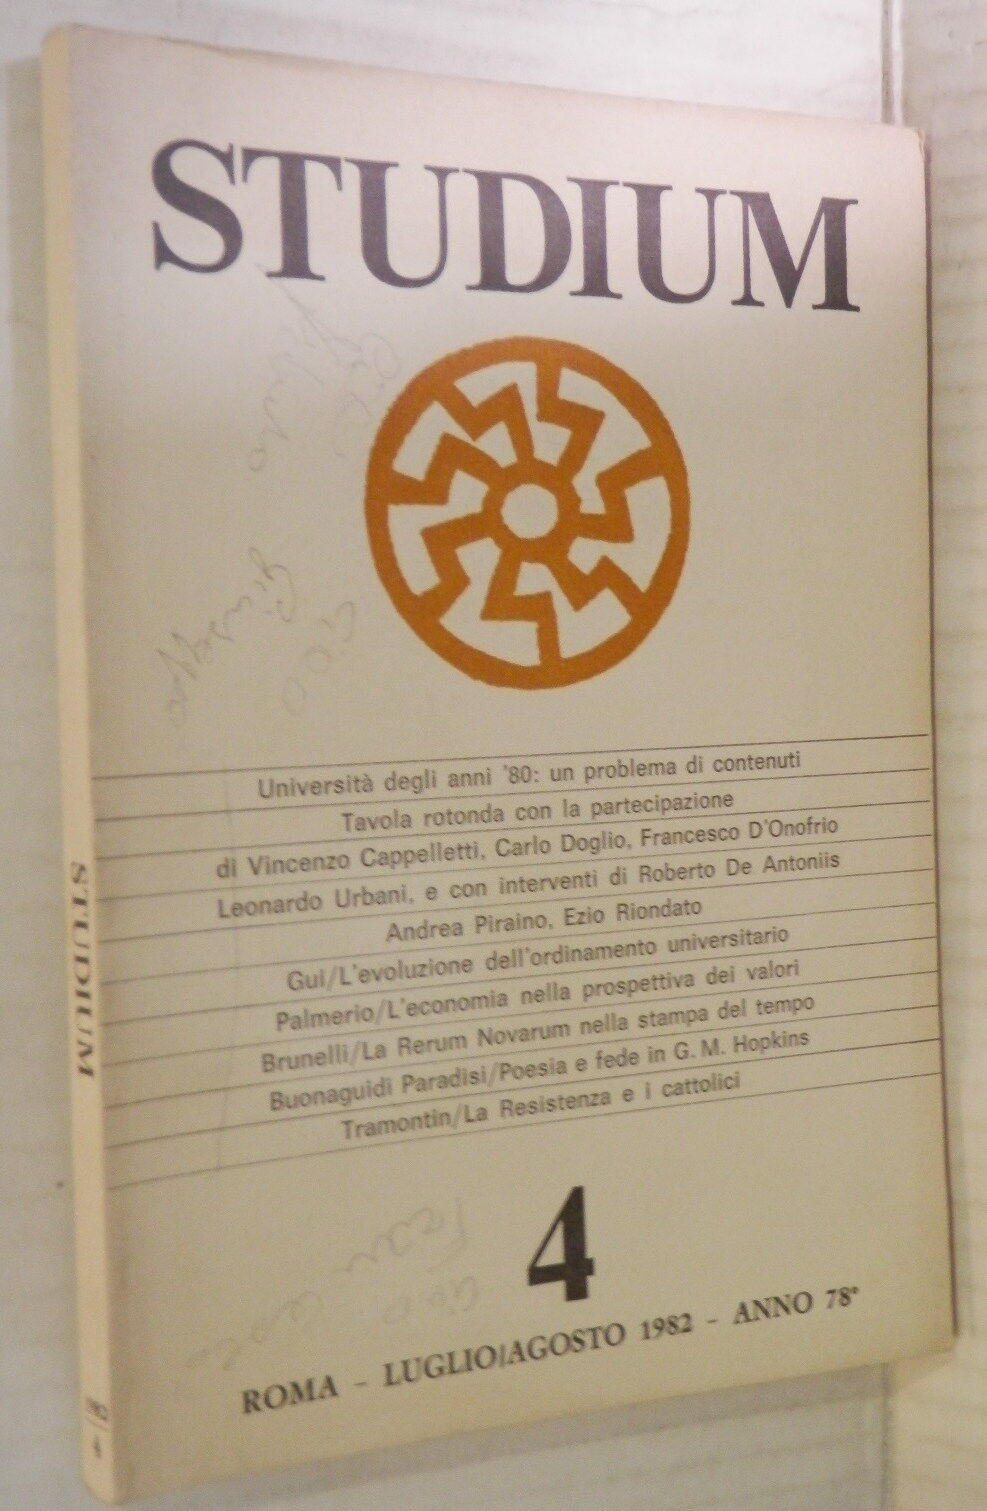 STUDIUM
Università degli anni '80: un problema di contenuti
Tavola rotonda con la partecipazione
di Vincenzo Cappelletti, Carlo Doglio, Francesco D'Onofrio
Leonardo Urbani, e con interventi di Roberto De Antoniis
Andrea Piraino, Ezio Riondato
Gui/L'evoluzione dell'ordinamento universitario
Palmerio/L'economia nella prospettiva dei valori
Brunelli/La Rerum Novarum nella stampa del tempo
Buonaguidi Paradisi/Poesia e fede in G. M. Hopkins
Tramontin/La Resistenza e i cattolici
4
ROMA - LUGLIO/AGOSTO 1982 - ANNO 78°
STUDIUM
1982
4